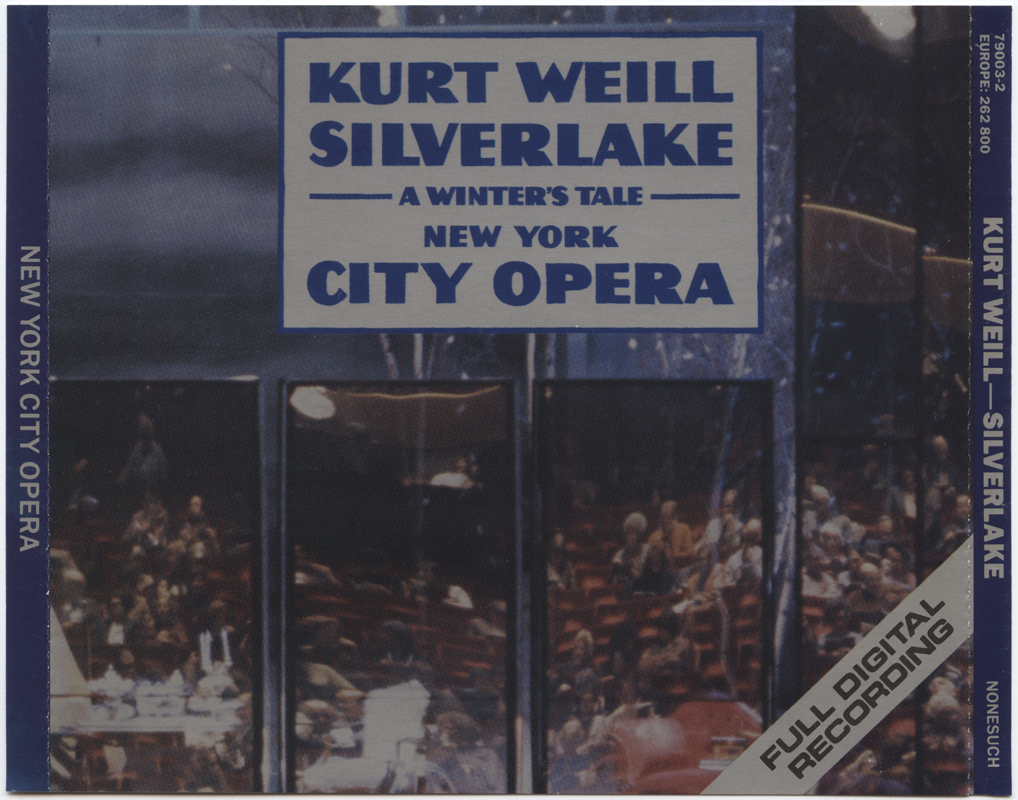 KURT WEILL
SILVERLAKE
A WINTER'S TALE
NEW YORK
CITY OPERA
NEW YORK CITY OPERA
79003-2
EUROPE: 262 800
KURT WEILL—SILVERLAKE
NONESUCH
FULL DIGITAL
RECORDING